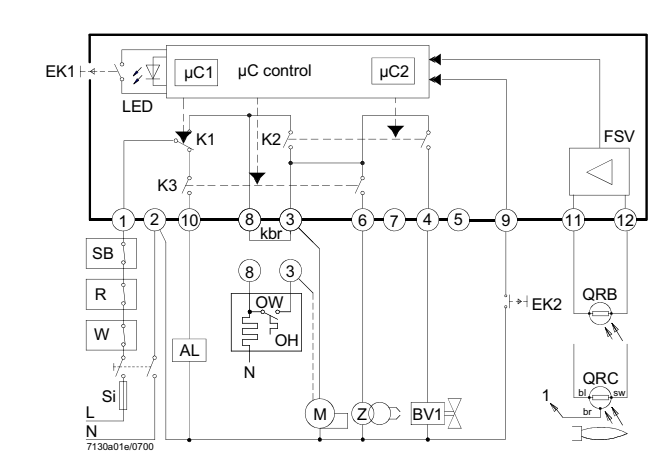 EK1
µC1
µC control
µC2
LED
K1
K2
FSV
K3
1
2
10
8
3
6
7
4
5
9
11
12
kbr
SB
8
3
R
OW
EK2
QRB
OH
W
AL
N
QRC
Si
1
bl
sw
br
L
M
Z
BV1
N
7130a01e/0700